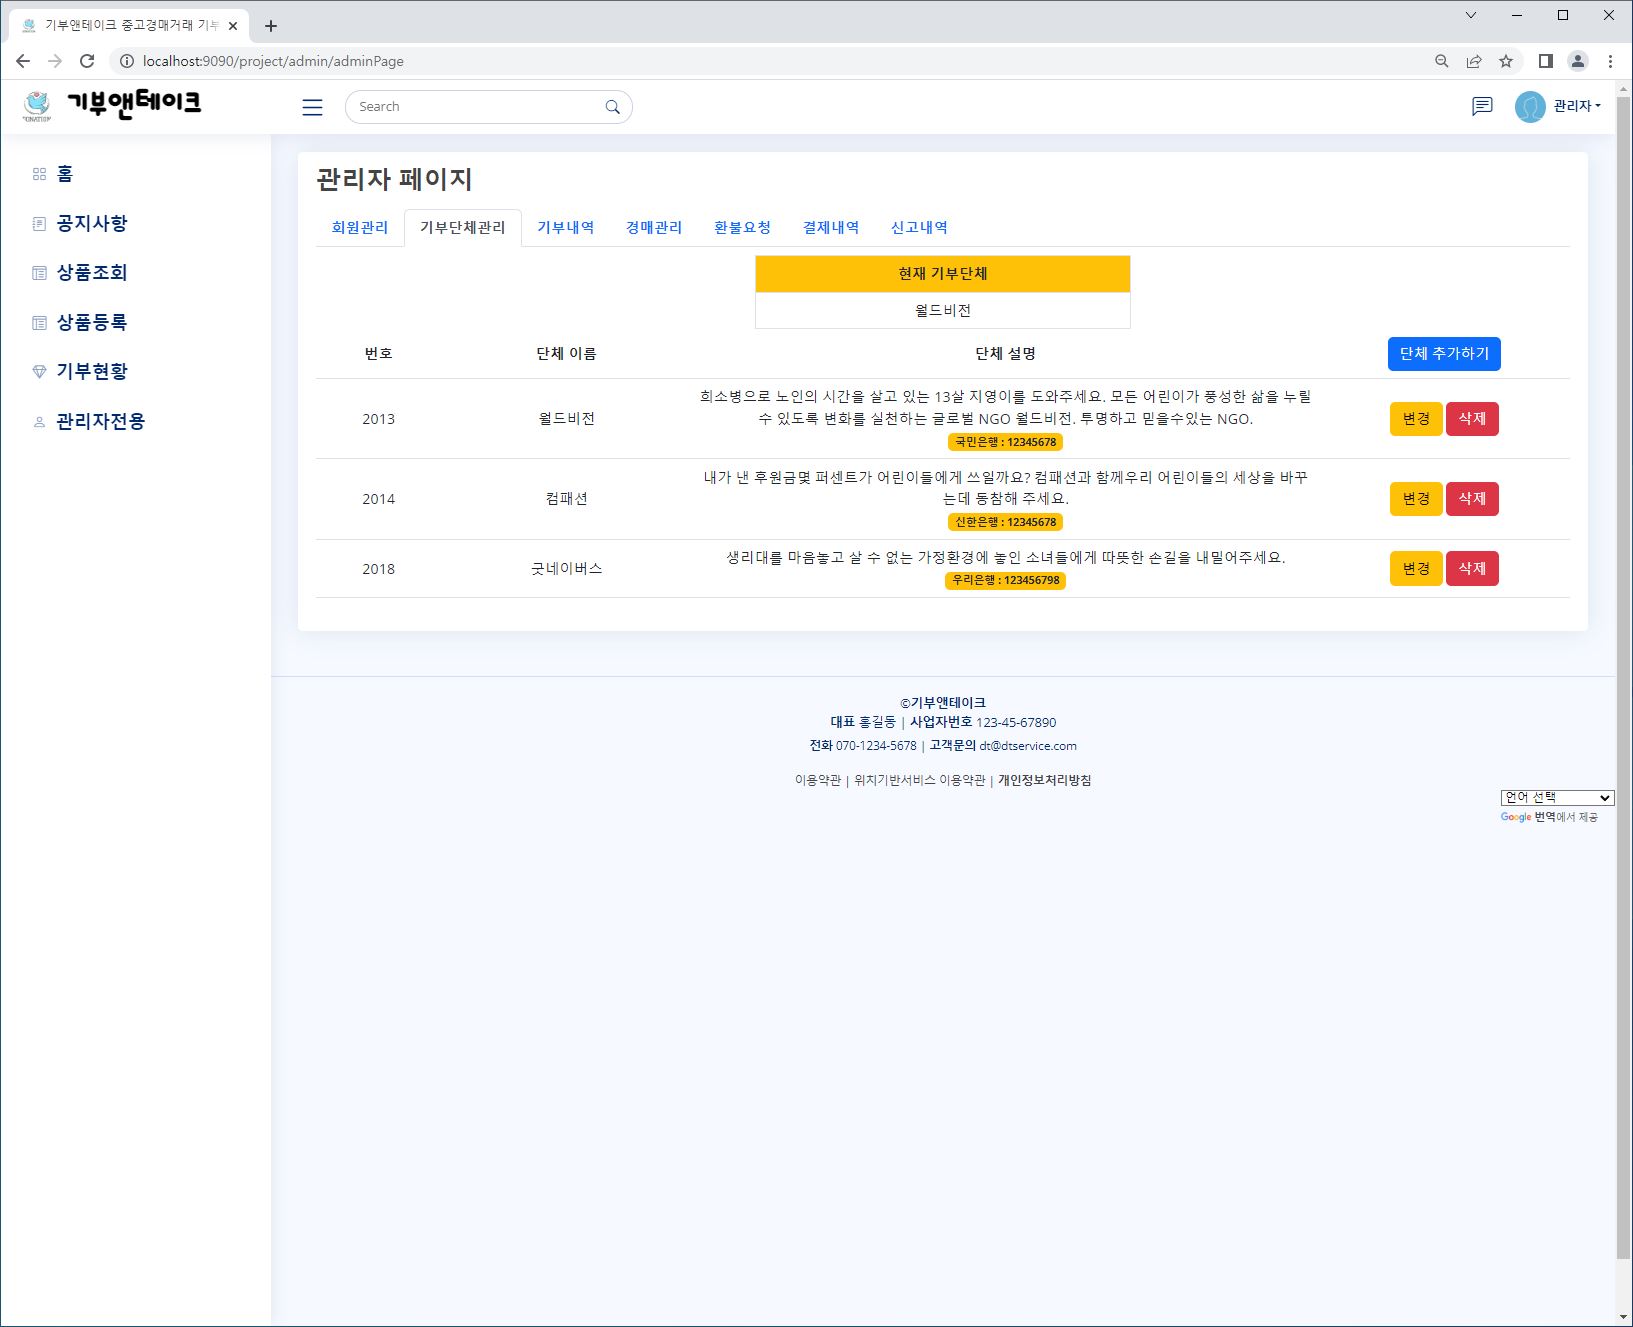 기부앤테이크 중고경매거래 기부
localhost:9090/project/admin/adminPage
기부앤테이크
Search
관리자
홈
공지사항
상품조회
상품등록
기부현황
관리자전용
관리자 페이지
회원관리 기부단체관리 기부내역 경매관리 환불요청 결제내역 신고내역
현재 기부단체
월드비전
번호 단체 이름 단체 설명 단체 추가하기
희소병으로 노인의 시간을 살고 있는 13살 지영이를 도와주세요. 모든 어린이가 풍성한 삶을 누릴
2013 월드비전 수 있도록 변화를 실천하는 글로벌 NGO 월드비전. 투명하고 믿을수있는 NGO. 변경 삭제
국민은행 : 12345678
내가 낸 후원금몇 퍼센트가 어린이들에게 쓰일까요? 컴패션과 함께우리 어린이들의 세상을 바꾸
2014 컴패션 는데 동참해 주세요. 변경 삭제
신한은행 : 12345678
생리대를 마음놓고 살 수 없는 가정환경에 놓인 소녀들에게 따뜻한 손길을 내밀어주세요.
2018 굿네이버스 변경 삭제
우리은행 : 123456798
©기부앤테이크
대표 홍길동 | 사업자번호 123-45-67890
전화 070-1234-5678 | 고객문의 dt@dtservice.com
이용약관 | 위치기반서비스 이용약관 | 개인정보처리방침
언어 선택
Google 번역에서 제공